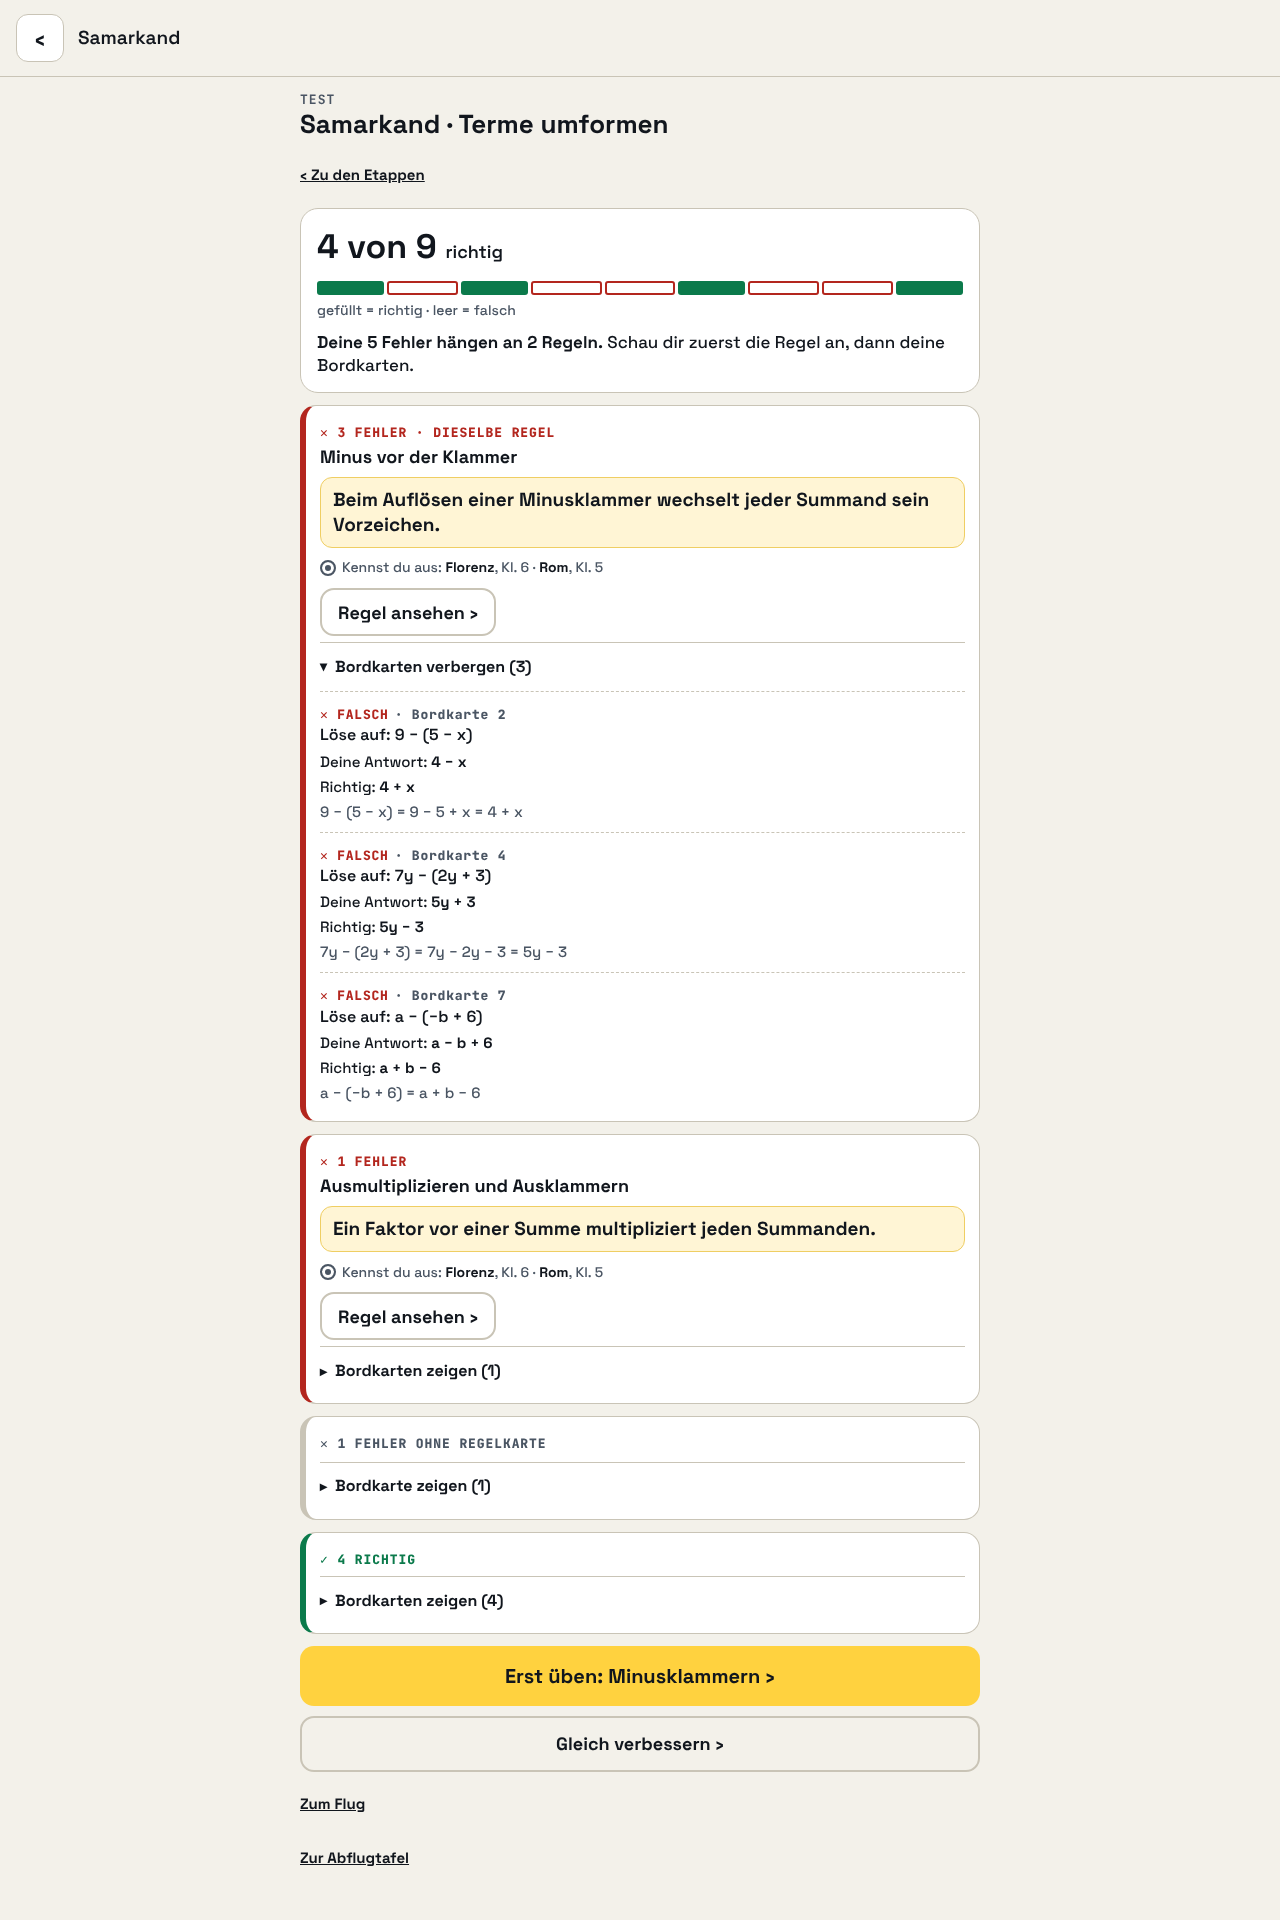 <
Samarkand
TEST
Samarkand · Terme umformen
< Zu den Etappen
4 von 9 richtig
gefüllt = richtig · leer = falsch
Deine 5 Fehler hängen an 2 Regeln. Schau dir zuerst die Regel an, dann deine
Bordkarten.
× 3 FEHLER · DIESELBE REGEL
Minus vor der Klammer
Beim Auflösen einer Minusklammer wechselt jeder Summand sein
Vorzeichen.
Kennst du aus: Florenz, Kl. 6 · Rom, Kl. 5
Regel ansehen >
▾ Bordkarten verbergen (3)
× FALSCH · Bordkarte 2
Löse auf: 9 − (5 − x)
Deine Antwort: 4 − x
Richtig: 4 + x
9 − (5 − x) = 9 − 5 + x = 4 + x
× FALSCH · Bordkarte 4
Löse auf: 7y − (2y + 3)
Deine Antwort: 5y + 3
Richtig: 5y − 3
7y − (2y + 3) = 7y − 2y − 3 = 5y − 3
× FALSCH · Bordkarte 7
Löse auf: a − (−b + 6)
Deine Antwort: a − b + 6
Richtig: a + b − 6
a − (−b + 6) = a + b − 6
× 1 FEHLER
Ausmultiplizieren und Ausklammern
Ein Faktor vor einer Summe multipliziert jeden Summanden.
Kennst du aus: Florenz, Kl. 6 · Rom, Kl. 5
Regel ansehen >
▸ Bordkarten zeigen (1)
× 1 FEHLER OHNE REGELKARTE
▸ Bordkarte zeigen (1)
✓ 4 RICHTIG
▸ Bordkarten zeigen (4)
Erst üben: Minusklammern >
Gleich verbessern >
Zum Flug
Zur Abflugtafel